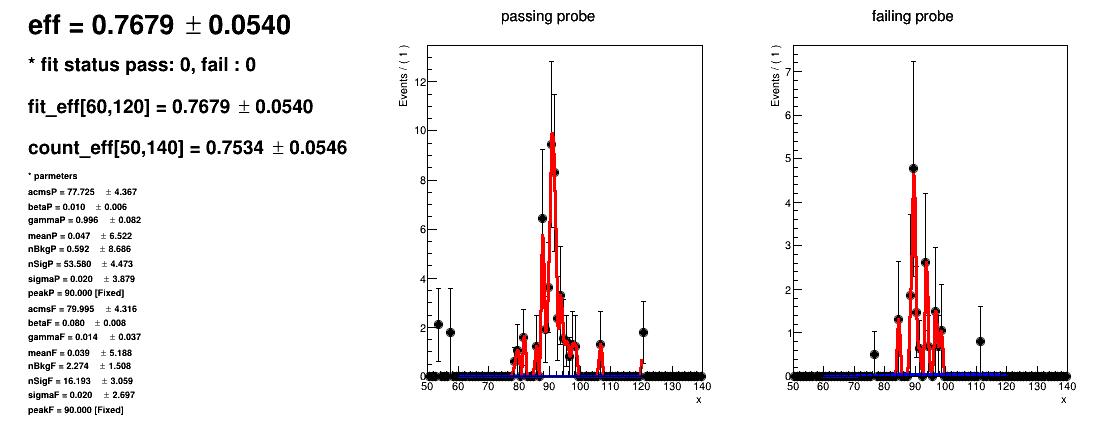 eff = 0.7679 ± 0.0540
* fit status pass: 0, fail : 0
fit_eff[60,120] = 0.7679 ± 0.0540
count_eff[50,140] = 0.7534 ± 0.0546
* parmeters
acmsP = 77.725 ± 4.367
betaP = 0.010 ± 0.006
gammaP = 0.996 ± 0.082
meanP = 0.047 ± 6.522
nBkgP = 0.592 ± 8.686
nSigP = 53.580 ± 4.473
sigmaP = 0.020 ± 3.879
peakP = 90.000 [Fixed]
acmsF = 79.995 ± 4.316
betaF = 0.080 ± 0.008
gammaF = 0.014 ± 0.037
meanF = 0.039 ± 5.188
nBkgF = 2.274 ± 1.508
nSigF = 16.193 ± 3.059
sigmaF = 0.020 ± 2.697
peakF = 90.000 [Fixed]
passing probe
Events / ( 1 )
12
10
8
6
4
2
0
50 60 70 80 90 100 110 120 130 140
x
failing probe
Events / ( 1 )
7
6
5
4
3
2
1
0
50 60 70 80 90 100 110 120 130 140
x